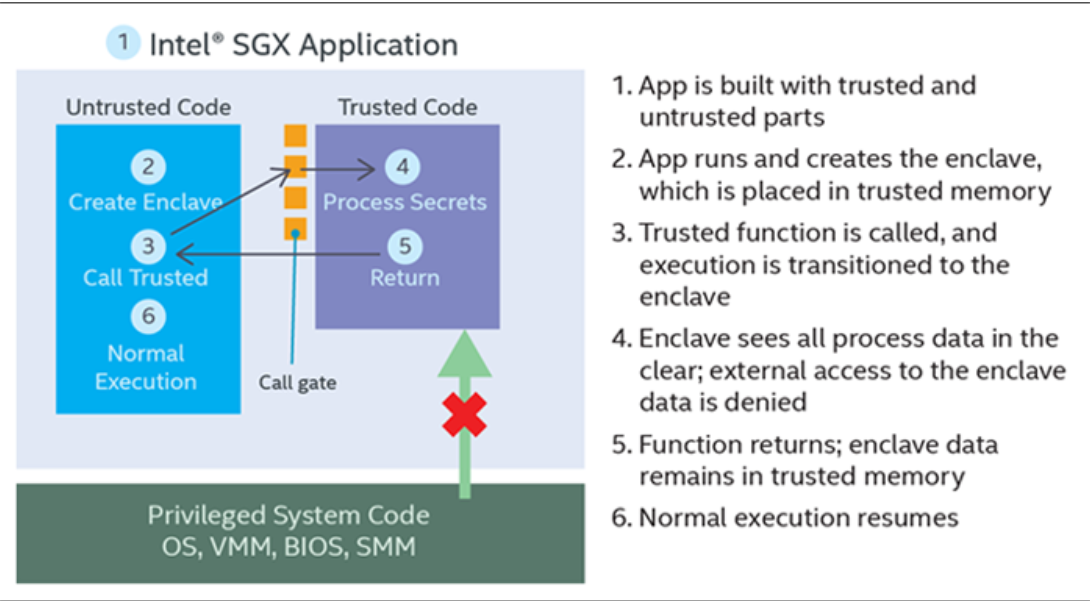 1 Intel® SGX Application
Untrusted Code
Trusted Code
2
Create Enclave
3
Call Trusted
6
Normal
Execution
Call gate
4
Process Secrets
5
Return
Privileged System Code
OS, VMM, BIOS, SMM
1. App is built with trusted and
untrusted parts
2. App runs and creates the enclave,
which is placed in trusted memory
3. Trusted function is called, and
execution is transitioned to the
enclave
4. Enclave sees all process data in the
clear; external access to the enclave
data is denied
5. Function returns; enclave data
remains in trusted memory
6. Normal execution resumes